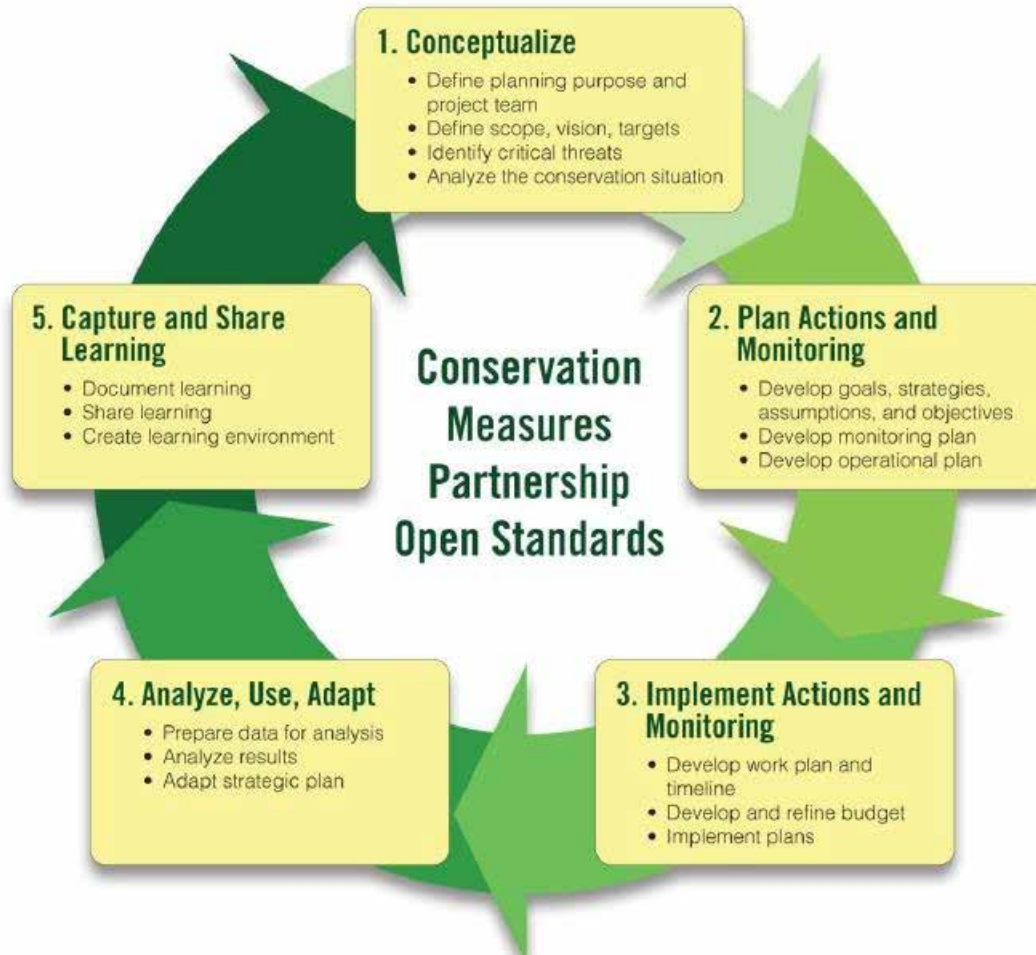 1. Conceptualize
• Define planning purpose and
project team
• Define scope, vision, targets
• Identify critical threats
• Analyze the conservation situation
2. Plan Actions and
Monitoring
• Develop goals, strategies,
assumptions, and objectives
• Develop monitoring plan
• Develop operational plan
3. Implement Actions and
Monitoring
• Develop work plan and
timeline
• Develop and refine budget
• Implement plans
4. Analyze, Use, Adapt
• Prepare data for analysis
• Analyze results
• Adapt strategic plan
5. Capture and Share
Learning
• Document learning
• Share learning
• Create learning environment
Conservation
Measures
Partnership
Open Standards